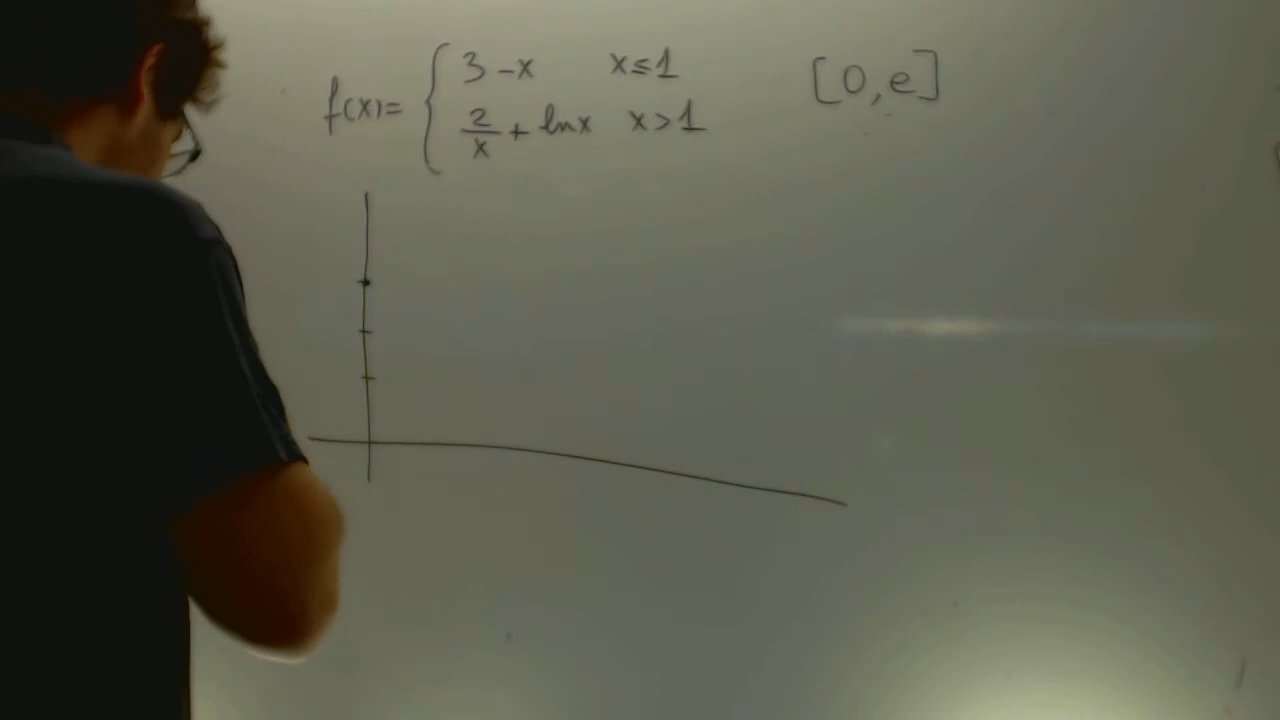 f(x)= { 3-x x≤1 [0,e]
2/x + lnx x>1